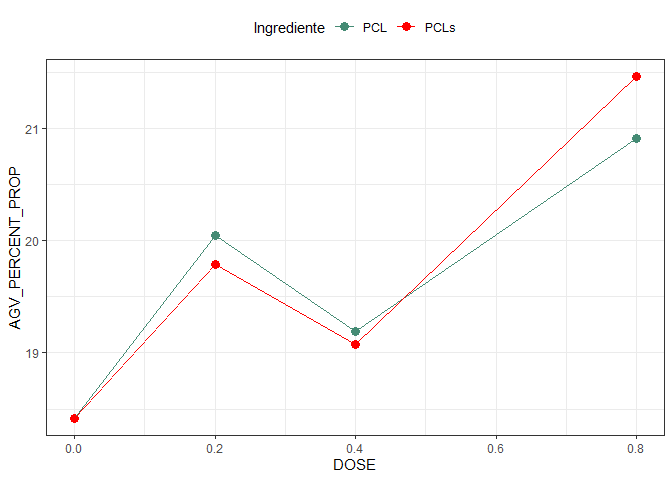 Ingrediente PCL PCLs
AGV_PERCENT_PROP
21
20
19
0.0 0.2 0.4 0.6 0.8
DOSE